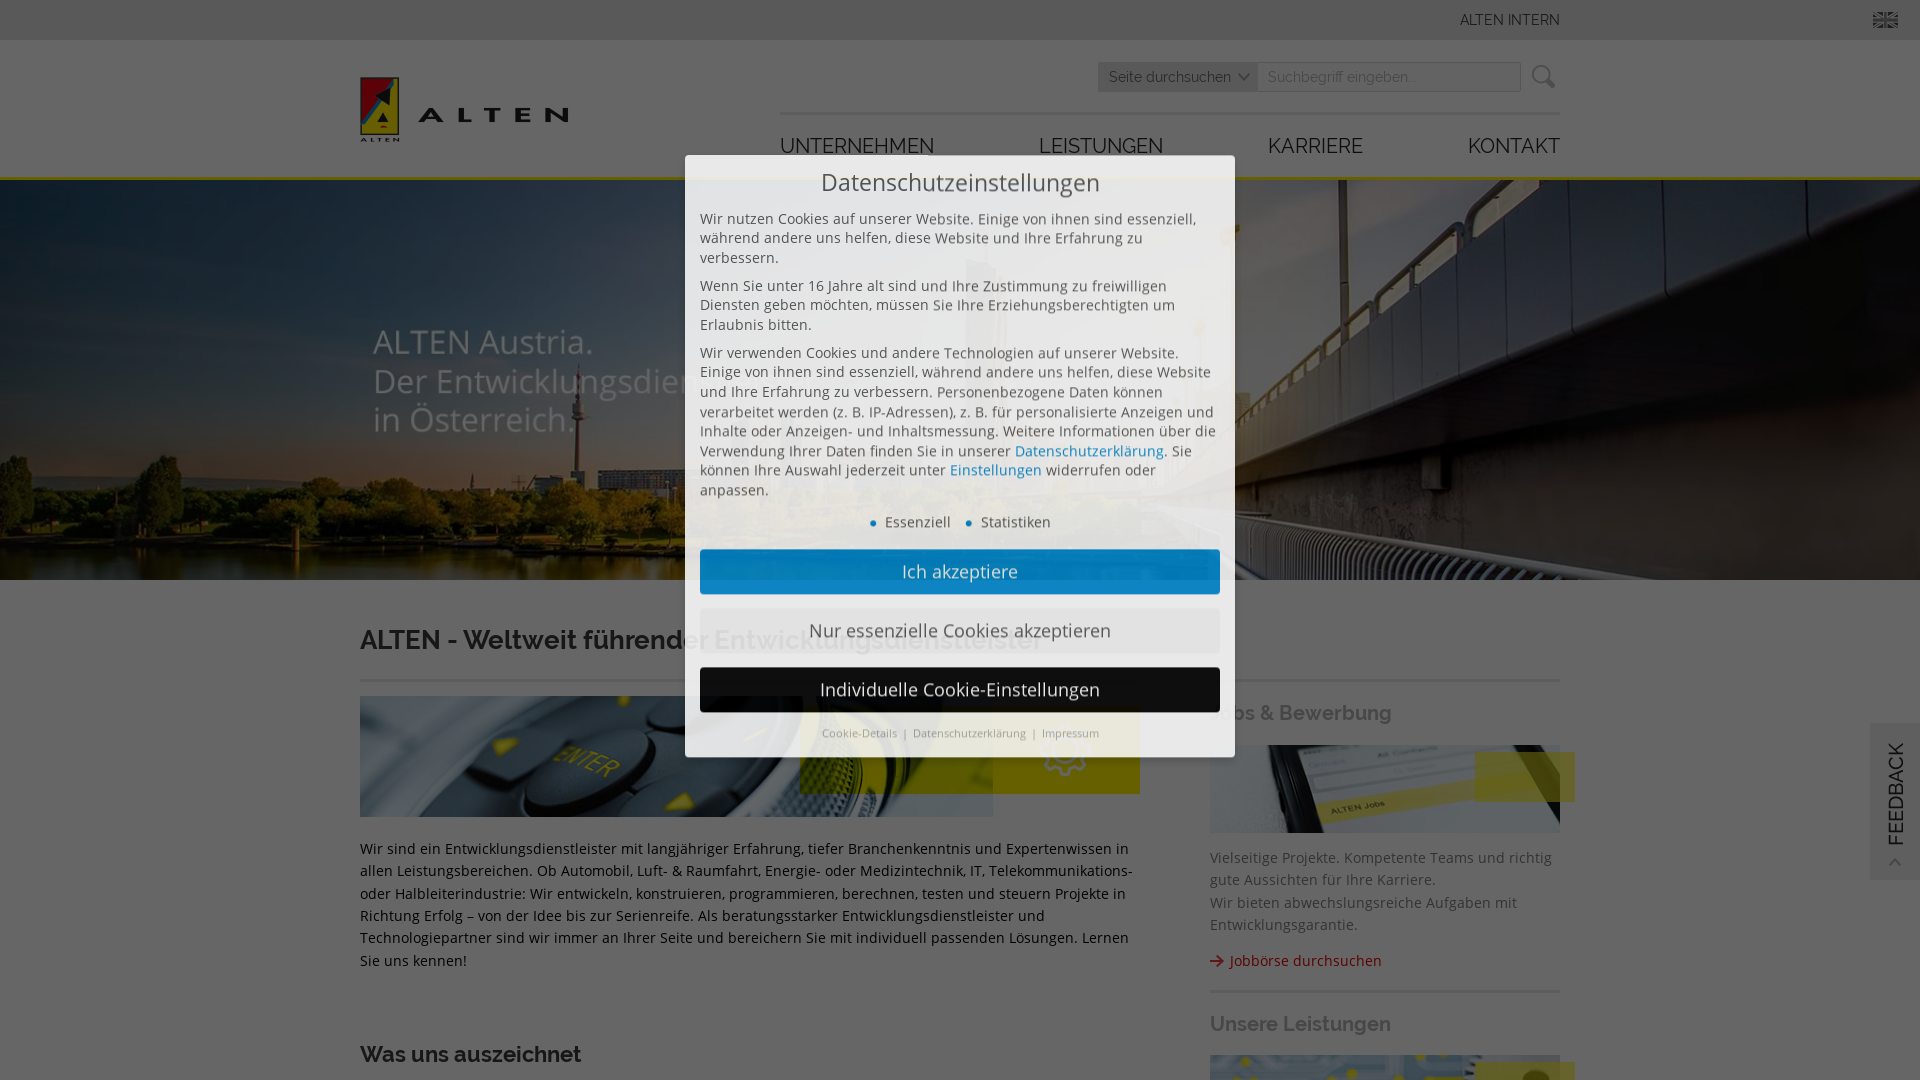 ALTEN INTERN
Seite durchsuchen
Suchbegriff eingeben...
ALTEN
ALTEN
UNTERNEHMEN
LEISTUNGEN
KARRIERE
KONTAKT
ALTEN Austria.
Der Entwicklungsdien
in Österreich.
Datenschutzeinstellungen
Wir nutzen Cookies auf unserer Website. Einige von ihnen sind essenziell,
während andere uns helfen, diese Website und Ihre Erfahrung zu
verbessern.
Wenn Sie unter 16 Jahre alt sind und Ihre Zustimmung zu freiwilligen
Diensten geben möchten, müssen Sie Ihre Erziehungsberechtigten um
Erlaubnis bitten.
Wir verwenden Cookies und andere Technologien auf unserer Website.
Einige von ihnen sind essenziell, während andere uns helfen, diese Website
und Ihre Erfahrung zu verbessern. Personenbezogene Daten können
verarbeitet werden (z. B. IP-Adressen), z. B. für personalisierte Anzeigen und
Inhalte oder Anzeigen- und Inhaltsmessung. Weitere Informationen über die
Verwendung Ihrer Daten finden Sie in unserer Datenschutzerklärung. Sie
können Ihre Auswahl jederzeit unter Einstellungen widerrufen oder
anpassen.
Essenziell
Statistiken
Ich akzeptiere
Nur essenzielle Cookies akzeptieren
Individuelle Cookie-Einstellungen
Cookie-Details | Datenschutzerklärung | Impressum
ALTEN - Weltweit führender Entwicklungsdienstleister
ENTER
Wir sind ein Entwicklungsdienstleister mit langjähriger Erfahrung, tiefer Branchenkenntnis und Expertenwissen in
allen Leistungsbereichen. Ob Automobil, Luft- & Raumfahrt, Energie- oder Medizintechnik, IT, Telekommunikations-
oder Halbleiterindustrie: Wir entwickeln, konstruieren, programmieren, berechnen, testen und steuern Projekte in
Richtung Erfolg – von der Idee bis zur Serienreife. Als beratungsstarker Entwicklungsdienstleister und
Technologiepartner sind wir immer an Ihrer Seite und bereichern Sie mit individuell passenden Lösungen. Lernen
Sie uns kennen!
Was uns auszeichnet
Jobs & Bewerbung
ALTEN Jobs
Vielseitige Projekte. Kompetente Teams und richtig
gute Aussichten für Ihre Karriere.
Wir bieten abwechslungsreiche Aufgaben mit
Entwicklungsgarantie.
Jobbörse durchsuchen
Unsere Leistungen
FEEDBACK